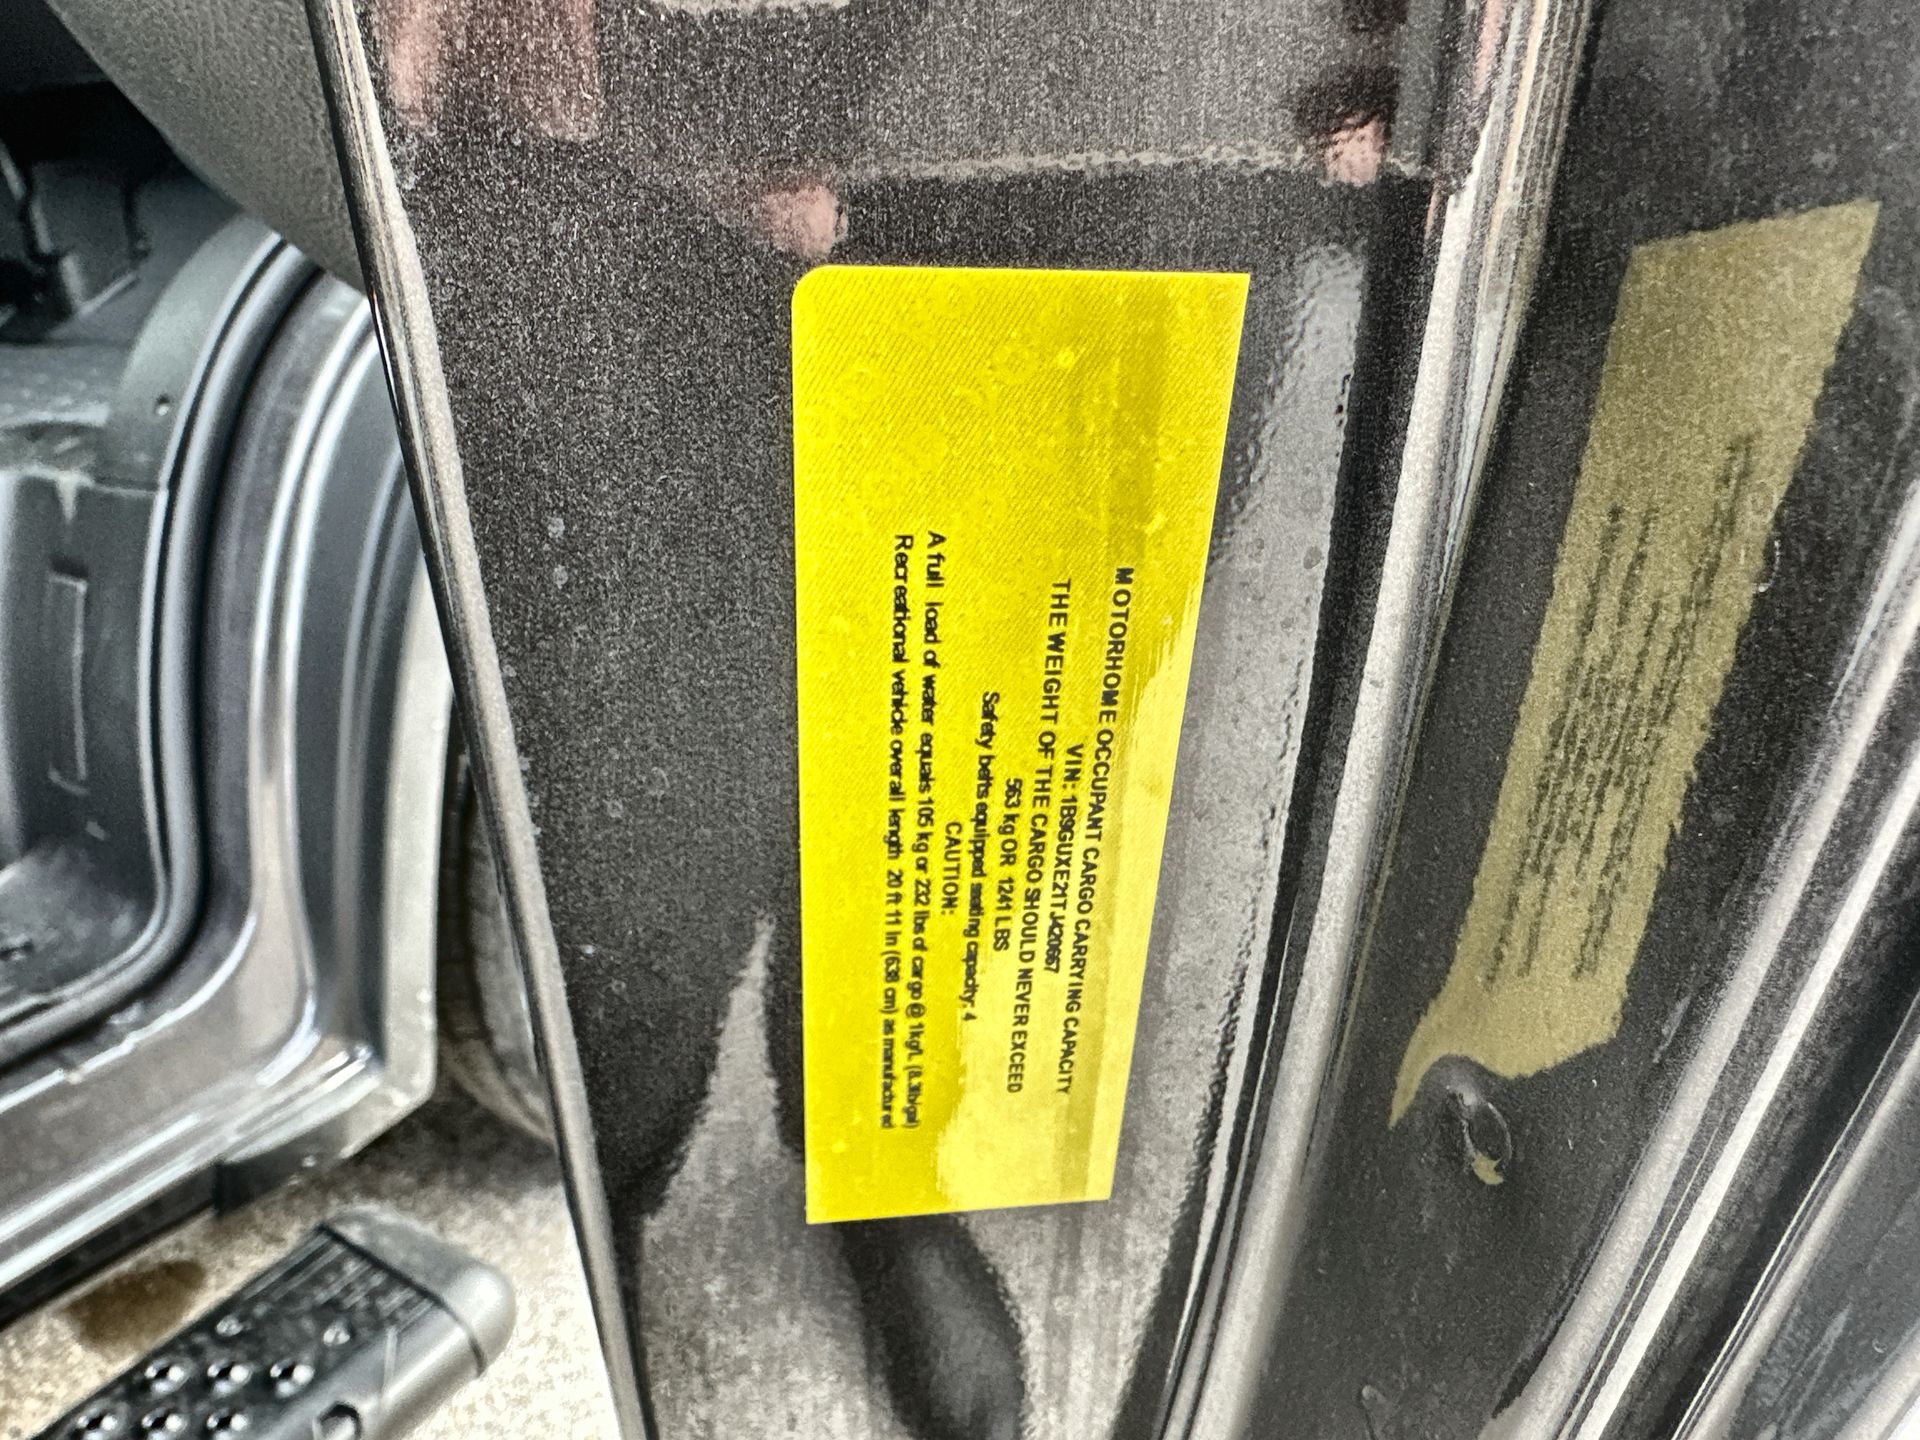 MOTORHOME OCCUPANT CARGO CARRYING CAPACITY
VIN: 1B9GUXE21TJ420667
THE WEIGHT OF THE CARGO SHOULD NEVER EXCEED
563 kg OR 1241 LBS
Safety belts equipped seating capacity: 4
CAUTION:
A full load of water equals 105 kg or 232 lbs of cargo @ 1kg/L (8.3lb/gal)
Recreational vehicle overall length 20 ft 11 in (638 cm) as manufactured